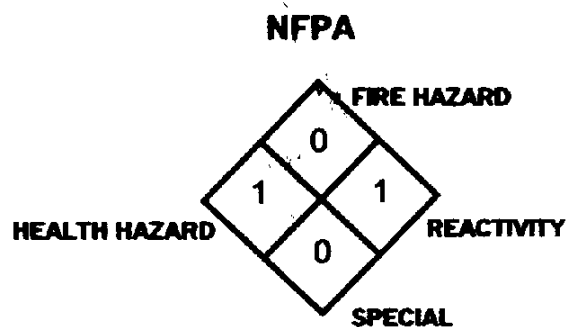 NFPA
FIRE HAZARD
0
1 1
HEALTH HAZARD REACTIVITY
0
SPECIAL